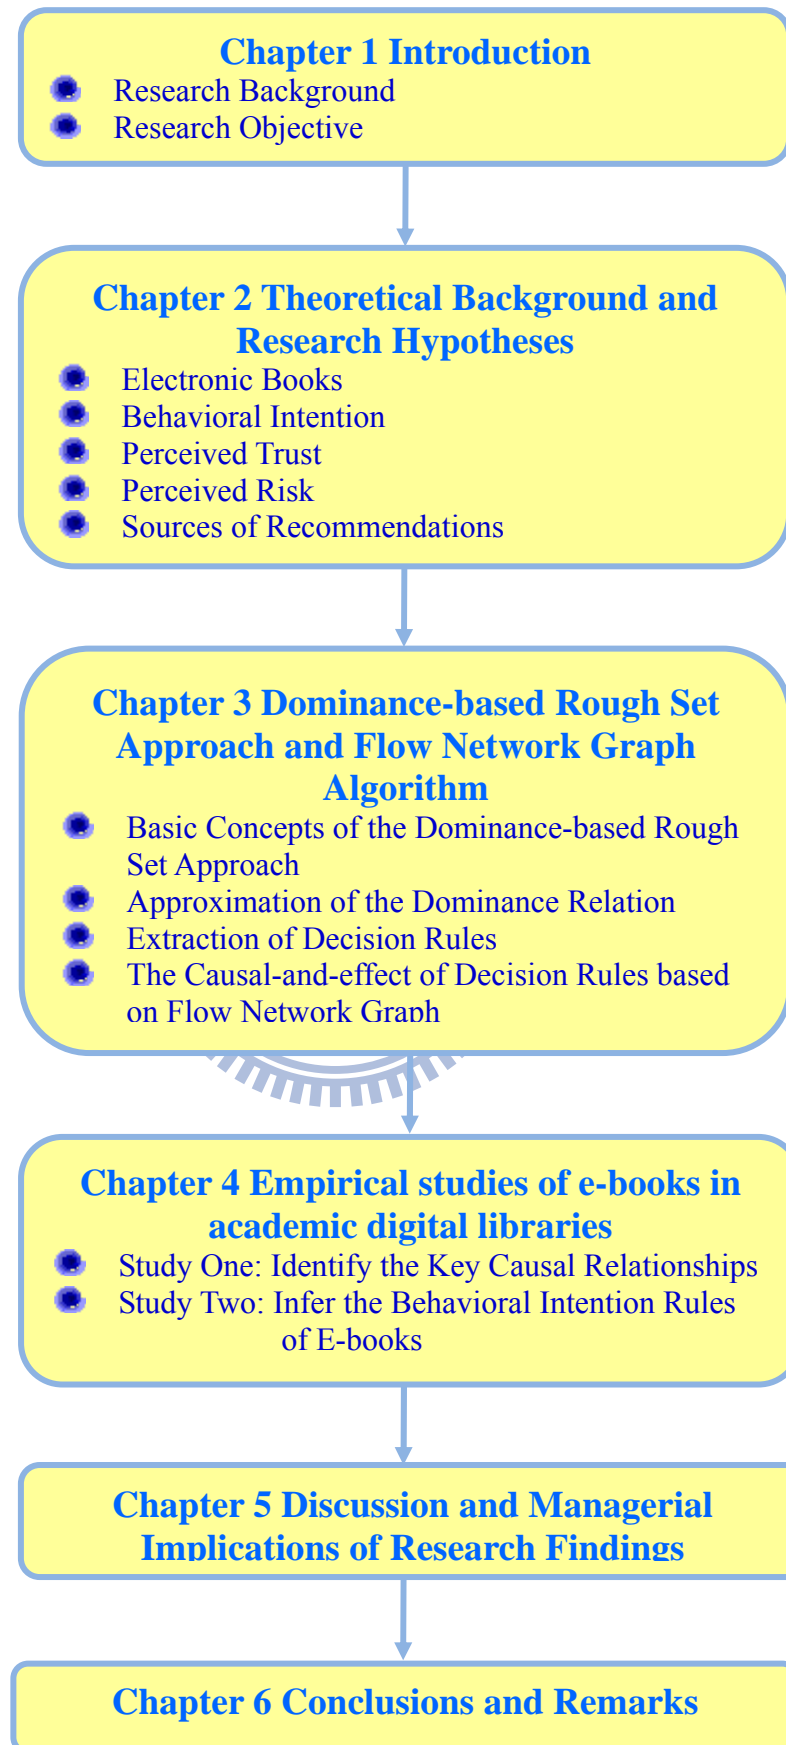 Chapter 1 Introduction
Research Background
Research Objective
Chapter 2 Theoretical Background and
Research Hypotheses
Electronic Books
Behavioral Intention
Perceived Trust
Perceived Risk
Sources of Recommendations
Chapter 3 Dominance-based Rough Set
Approach and Flow Network Graph
Algorithm
Basic Concepts of the Dominance-based Rough
Set Approach
Approximation of the Dominance Relation
Extraction of Decision Rules
The Causal-and-effect of Decision Rules based
on Flow Network Graph
Chapter 4 Empirical studies of e-books in
academic digital libraries
Study One: Identify the Key Causal Relationships
Study Two: Infer the Behavioral Intention Rules
of E-books
Chapter 5 Discussion and Managerial
Implications of Research Findings
Chapter 6 Conclusions and Remarks